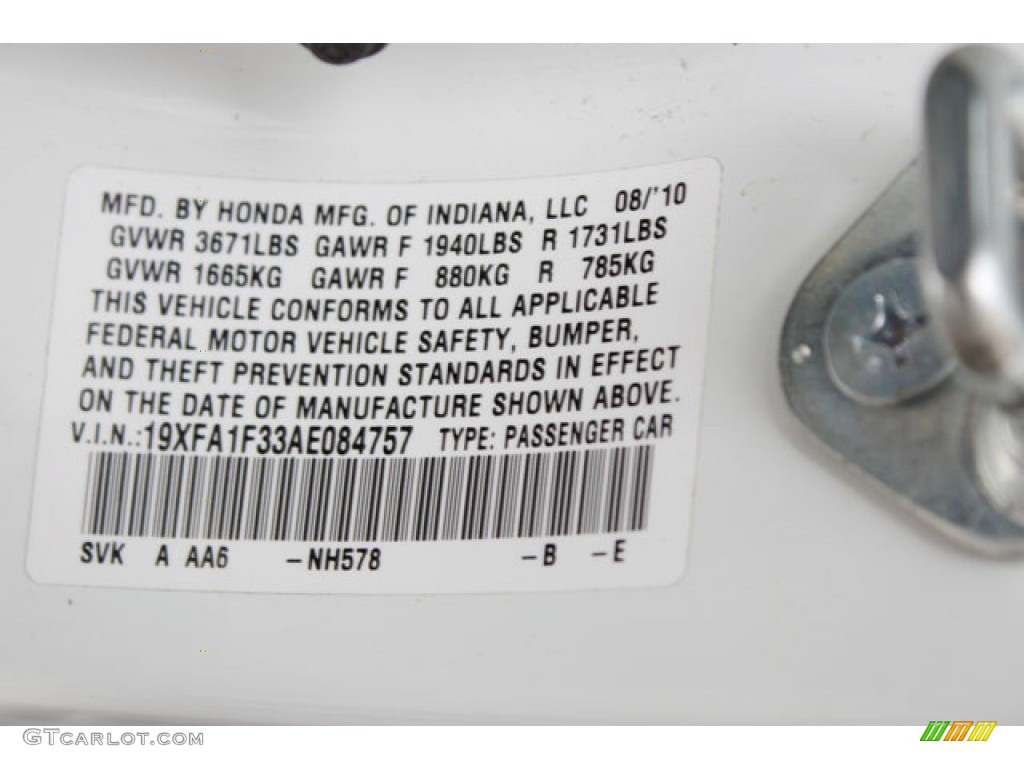 MFD. BY HONDA MFG. OF INDIANA, LLC 08/'10
GVWR 3671LBS GAWR F 1940LBS R 1731LBS
GVWR 1665KG GAWR F 880KG R 785KG
THIS VEHICLE CONFORMS TO ALL APPLICABLE
FEDERAL MOTOR VEHICLE SAFETY, BUMPER,
AND THEFT PREVENTION STANDARDS IN EFFECT
ON THE DATE OF MANUFACTURE SHOWN ABOVE.
V.I.N.:19XFA1F33AE084757 TYPE: PASSENGER CAR
SVK A AA6 –NH578 –B –E
GTCARLOT.COM